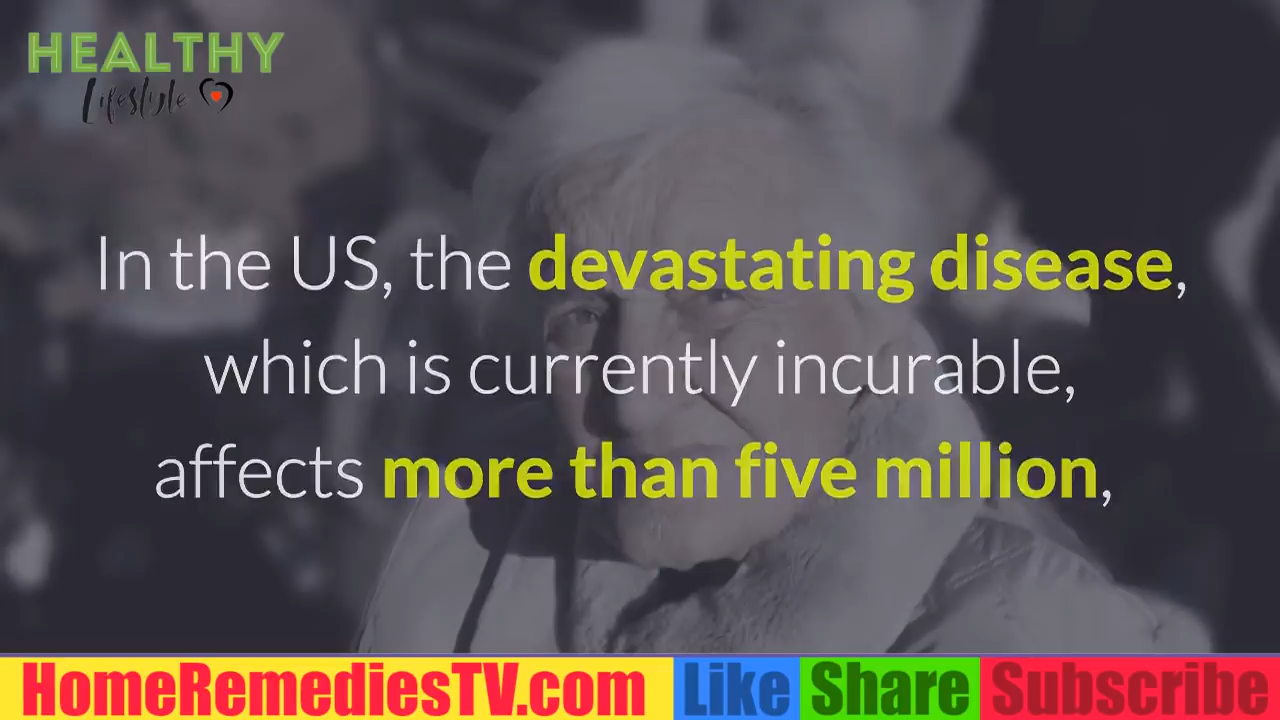 HEALTHY
Lifestyle
In the US, the devastating disease,
which is currently incurable,
affects more than five million,
HomeRemediesTV.com Like Share Subscribe